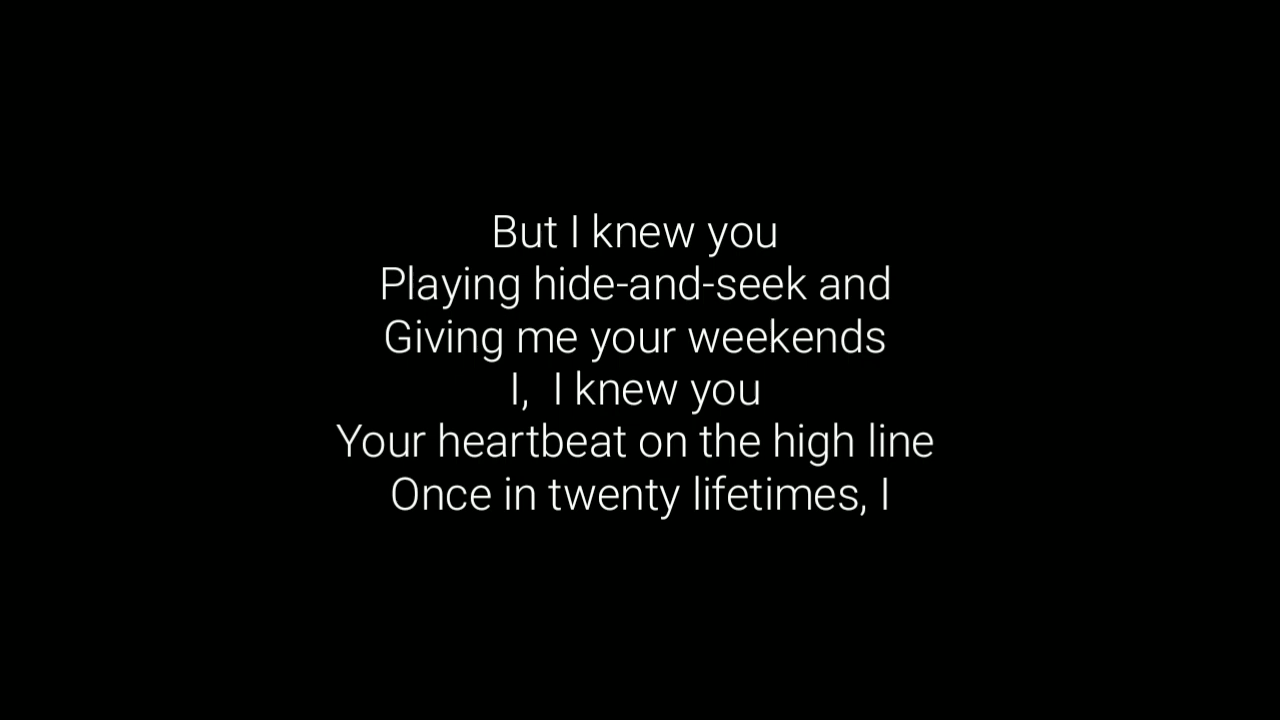 But I knew you
Playing hide-and-seek and
Giving me your weekends
I,  I knew you
Your heartbeat on the high line
Once in twenty lifetimes, I